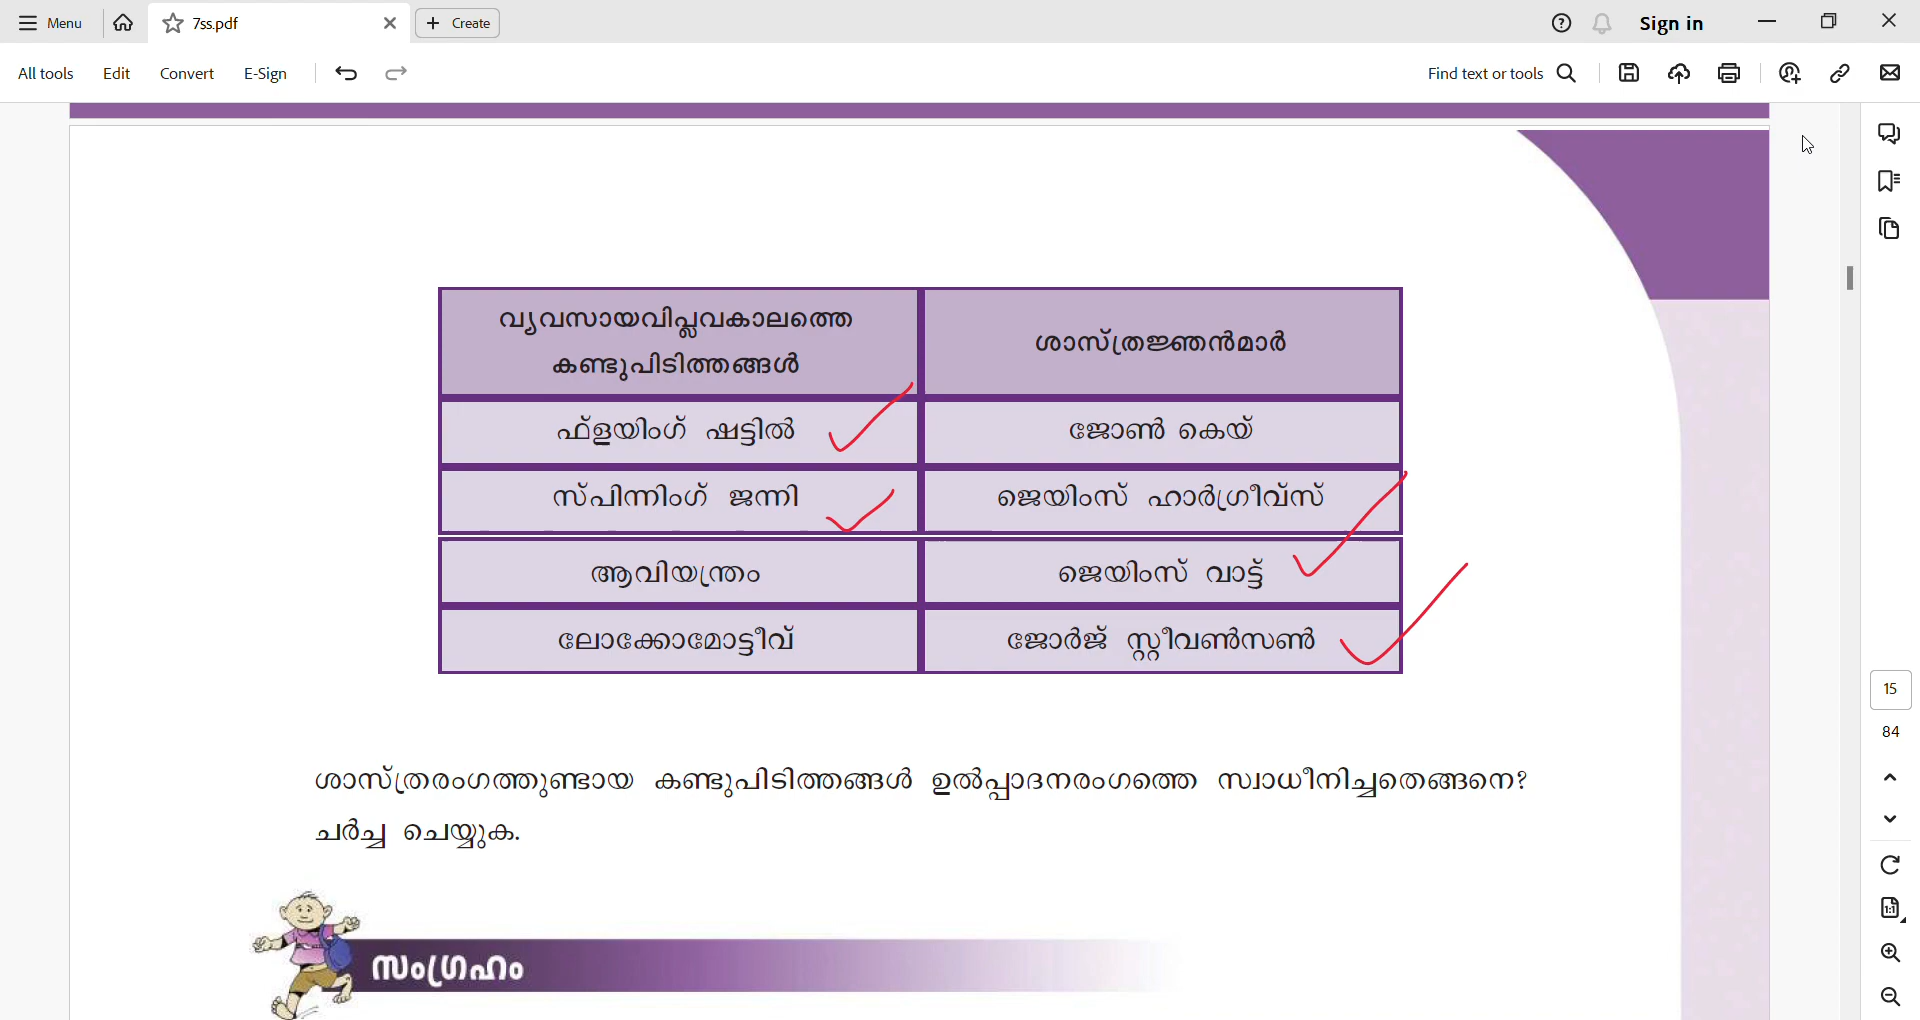 Menu
7ss.pdf
Create
Sign in
All tools
Edit
Convert
E-Sign
Find text or tools
വ്യവസായവിപ്ലവകാലത്തെ
കണ്ടുപിടിത്തങ്ങൾ
ശാസ്ത്രജ്ഞൻമാർ
ഫ്ളയിംഗ് ഷട്ടിൽ
ജോൺ കെയ്
സ്പിന്നിംഗ് ജന്നി
ജെയിംസ് ഹാർഗ്രീവ്സ്
ആവിയന്ത്രം
ജെയിംസ് വാട്ട്
ലോക്കോമോട്ടീവ്
ജോർജ് സ്റ്റീവൺസൺ
ശാസ്ത്രരംഗത്തുണ്ടായ കണ്ടുപിടിത്തങ്ങൾ ഉൽപ്പാദനരംഗത്തെ സ്വാധീനിച്ചതെങ്ങനെ?
ചർച്ച ചെയ്യുക.
സംഗ്രഹം
15
84
1:1